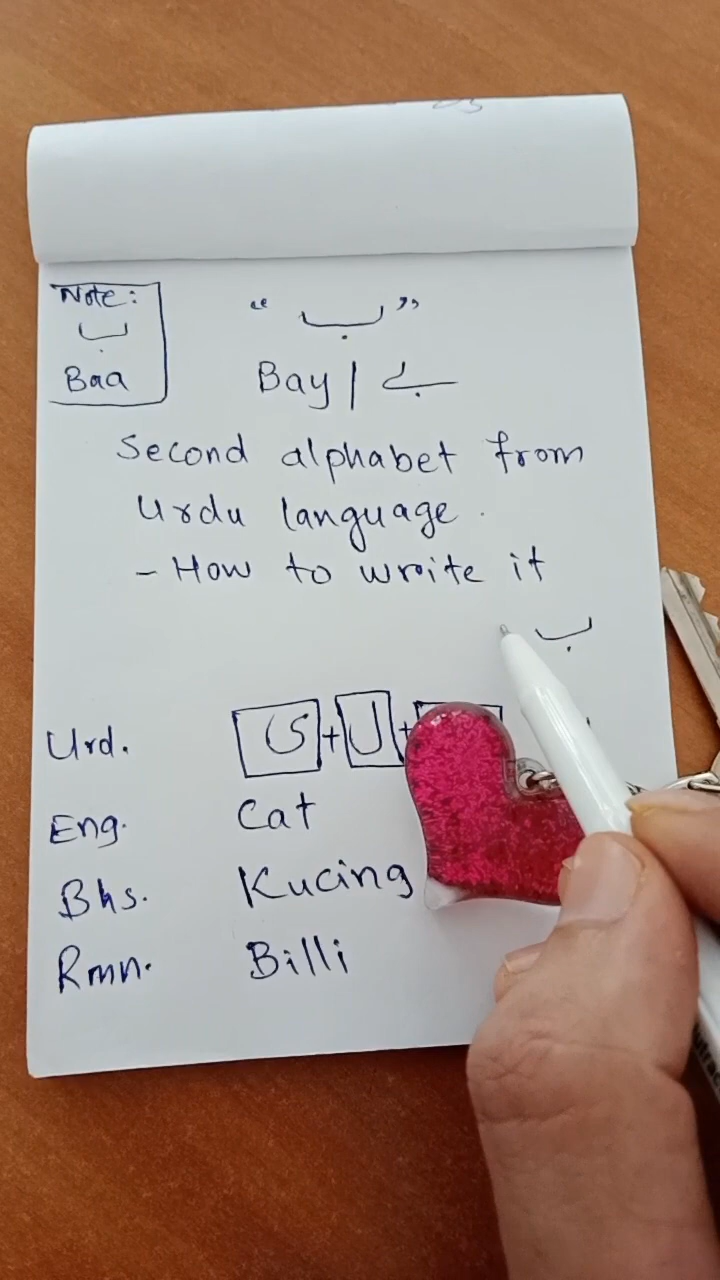 Note:
ب
Baa
“ ب ”
Bay / بے
Second alphabet from
Urdu language.
- How to write it
ب
Urd. ی + ل +
Eng. Cat
Bhs. Kucing
Rmn. Billi